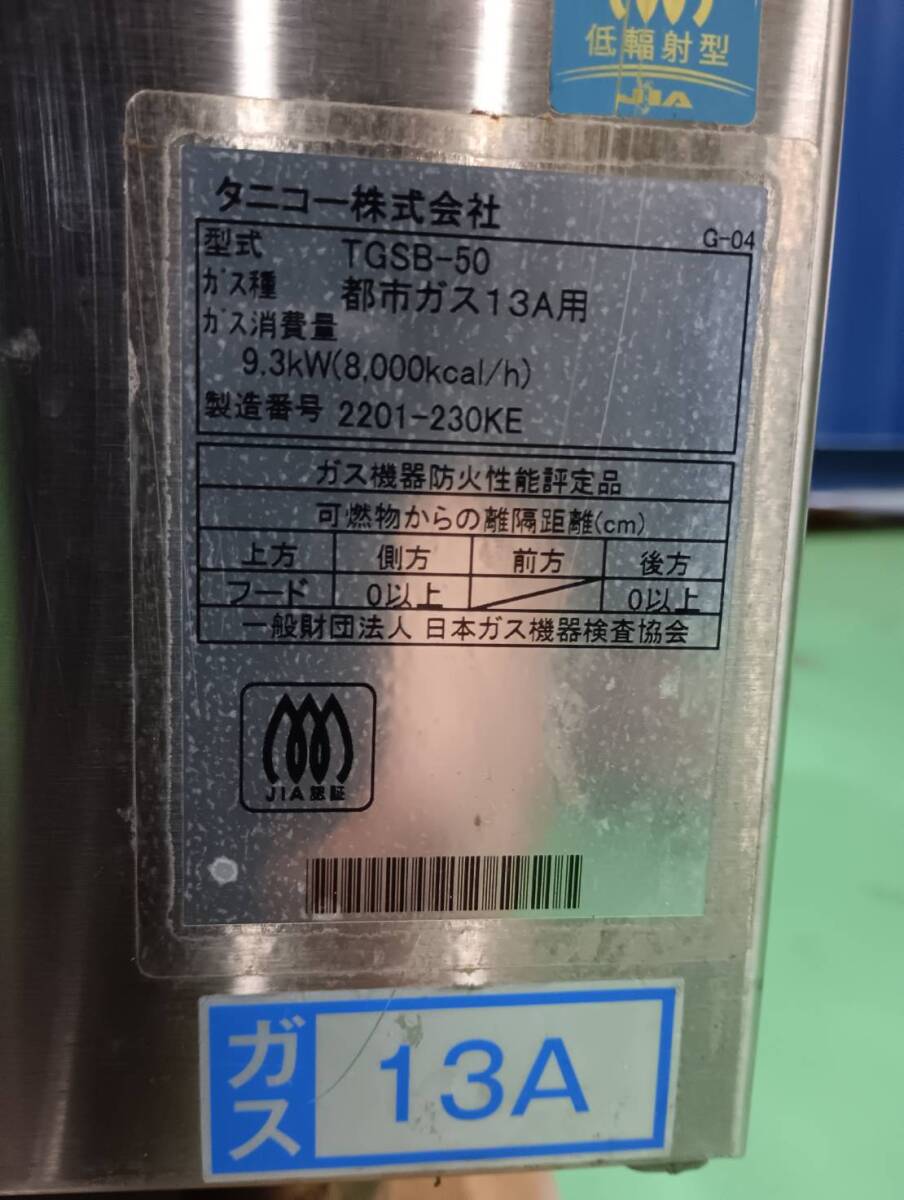 低輻射型
JIA
タニコー株式会社
G-04
型式 TGSB-50
ガス種 都市ガス13A用
ガス消費量
9.3kW(8,000kcal/h)
製造番号 2201-230KE
ガス機器防火性能評定品
可燃物からの離隔距離(cm)
上方 側方 前方 後方
フード 0以上 0以上
一般財団法人 日本ガス機器検査協会
JIA認証
ガス 13A